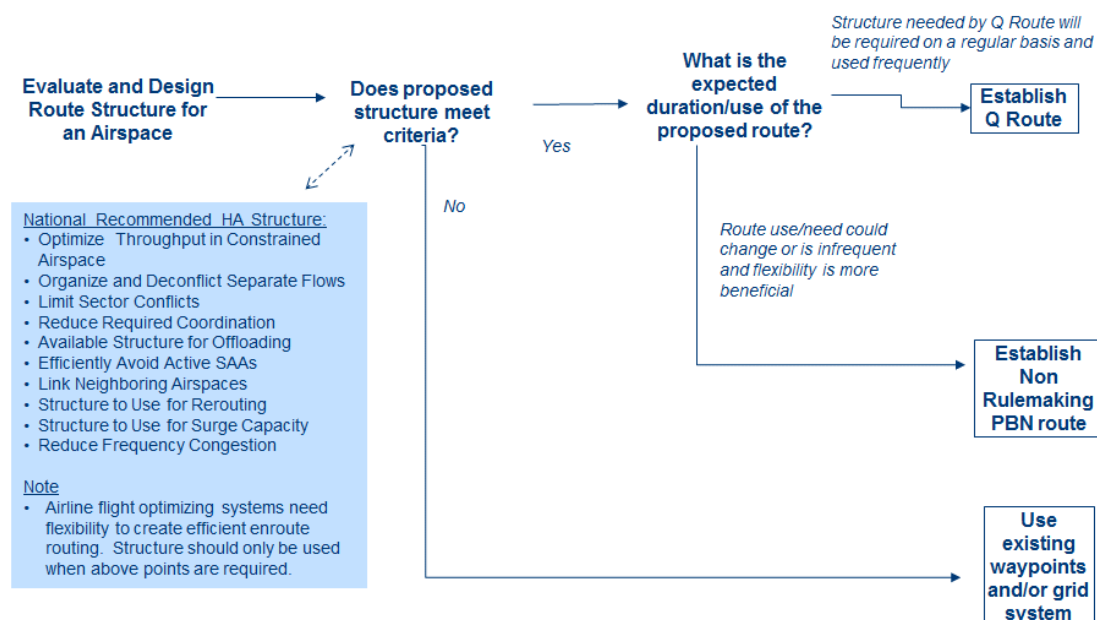 Evaluate and Design
Route Structure for
an Airspace
Does proposed
structure meet
criteria?
Yes
No
What is the
expected
duration/use of the
proposed route?
Structure needed by Q Route will
be required on a regular basis and
used frequently
Establish
Q Route
Route use/need could
change or is infrequent
and flexibility is more
beneficial
Establish
Non
Rulemaking
PBN route
Use
existing
waypoints
and/or grid
system
National Recommended HA Structure:
• Optimize Throughput in Constrained
Airspace
• Organize and Deconflict Separate Flows
• Limit Sector Conflicts
• Reduce Required Coordination
• Available Structure for Offloading
• Efficiently Avoid Active SAAs
• Link Neighboring Airspaces
• Structure to Use for Rerouting
• Structure to Use for Surge Capacity
• Reduce Frequency Congestion
Note
• Airline flight optimizing systems need
flexibility to create efficient enroute
routing. Structure should only be used
when above points are required.